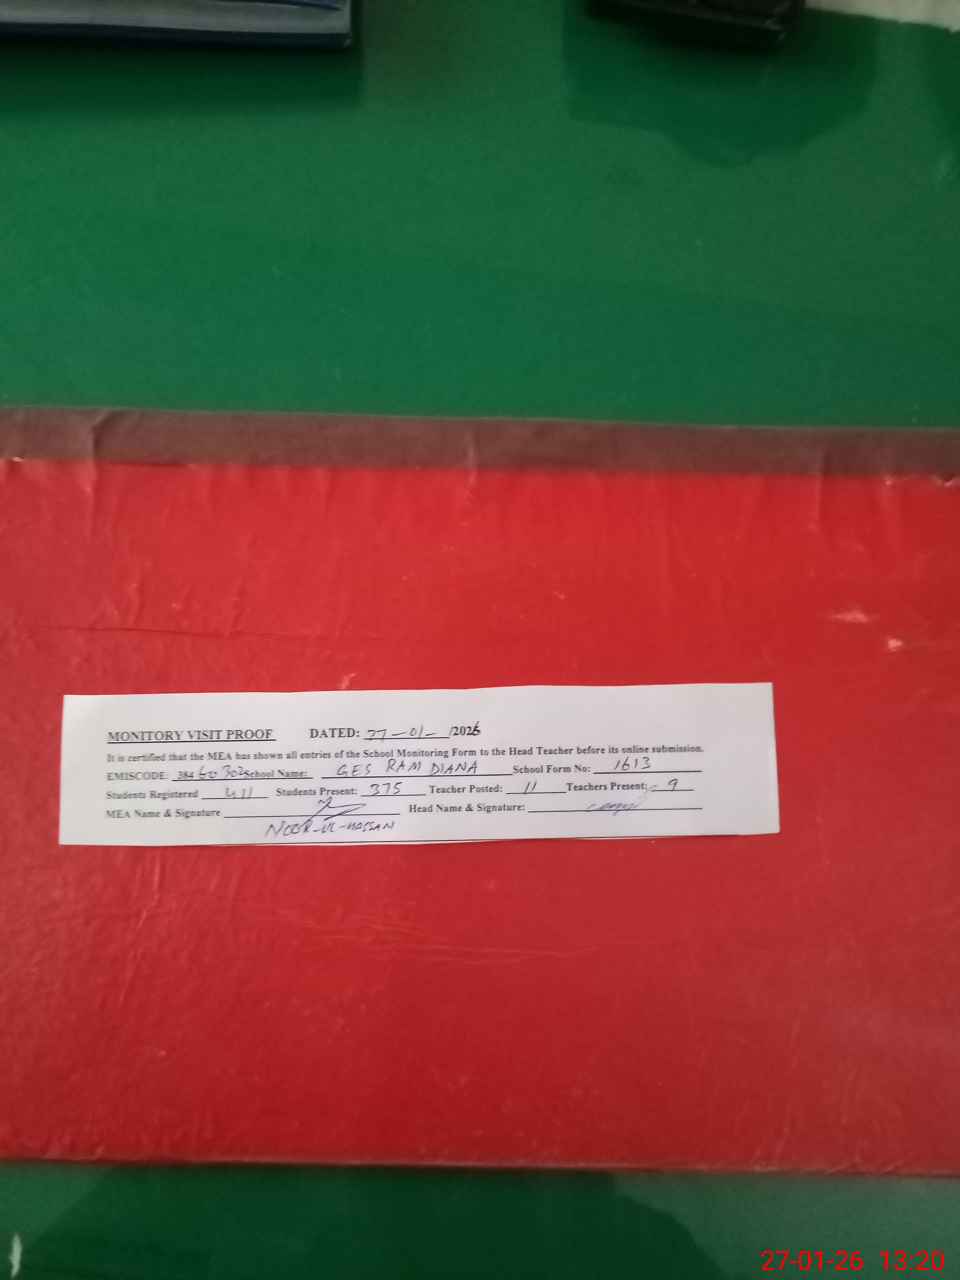 MONITORY VISIT PROOF DATED: 27-01-/2026
It is certified that the MEA has shown all entries of the School Monitoring Form to the Head Teacher before its online submission.
EMISCODE: 384 60302 School Name: GES RAM DIANA School Form No: 1613
Students Registered 411 Students Present: 375 Teacher Posted: 11 Teachers Present: 9
MEA Name & Signature Head Name & Signature:
NOOR-UL-HASSAN
27-01-26 13:20